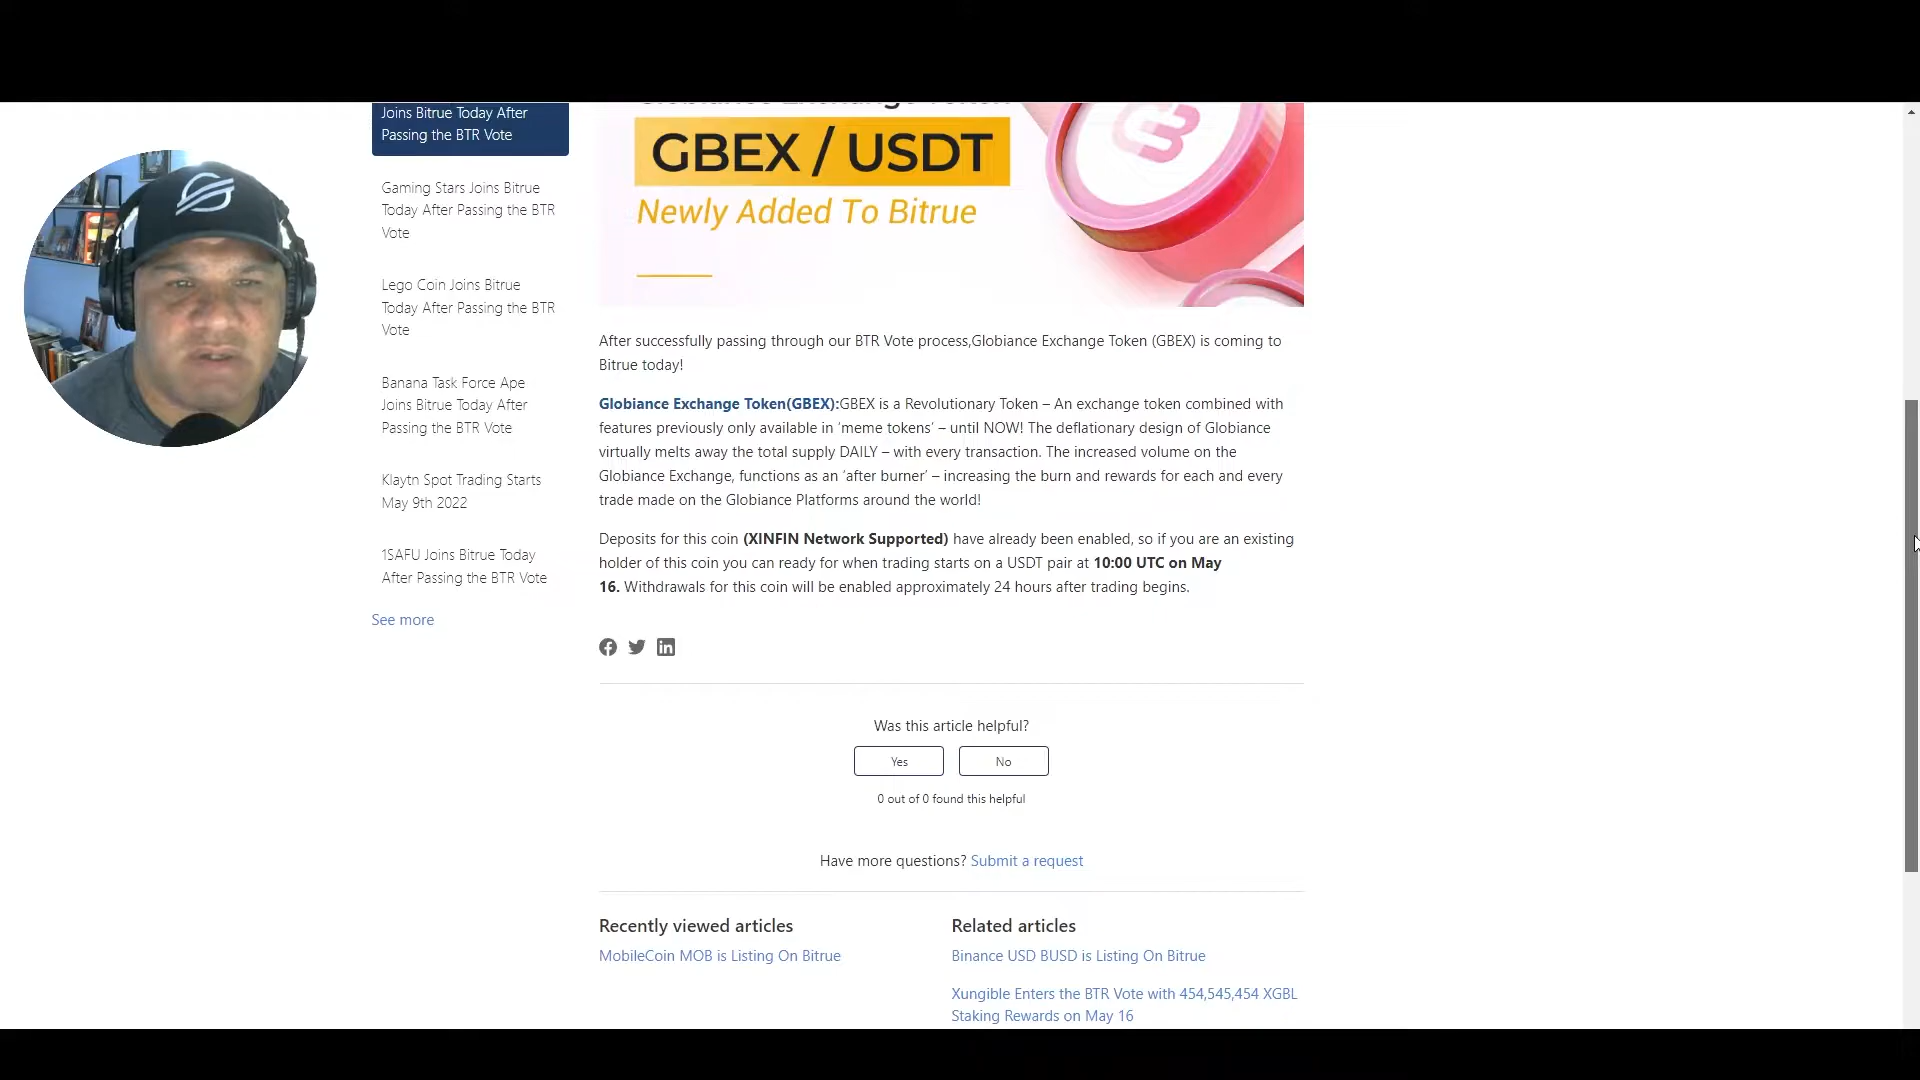 Joins Bitrue Today After
Passing the BTR Vote
Gaming Stars Joins Bitrue
Today After Passing the BTR
Vote
Lego Coin Joins Bitrue
Today After Passing the BTR
Vote
Banana Task Force Ape
Joins Bitrue Today After
Passing the BTR Vote
Klaytn Spot Trading Starts
May 9th 2022
1SAFU Joins Bitrue Today
After Passing the BTR Vote
See more
Globiance Exchange Token
GBEX / USDT
Newly Added To Bitrue
After successfully passing through our BTR Vote process,Globiance Exchange Token (GBEX) is coming to
Bitrue today!
Globiance Exchange Token(GBEX):GBEX is a Revolutionary Token – An exchange token combined with
features previously only available in ‘meme tokens’ – until NOW! The deflationary design of Globiance
virtually melts away the total supply DAILY – with every transaction. The increased volume on the
Globiance Exchange, functions as an ‘after burner’ – increasing the burn and rewards for each and every
trade made on the Globiance Platforms around the world!
Deposits for this coin (XINFIN Network Supported) have already been enabled, so if you are an existing
holder of this coin you can ready for when trading starts on a USDT pair at 10:00 UTC on May
16. Withdrawals for this coin will be enabled approximately 24 hours after trading begins.
Was this article helpful?
Yes
No
0 out of 0 found this helpful
Have more questions? Submit a request
Recently viewed articles
MobileCoin MOB is Listing On Bitrue
Related articles
Binance USD BUSD is Listing On Bitrue
Xungible Enters the BTR Vote with 454,545,454 XGBL
Staking Rewards on May 16